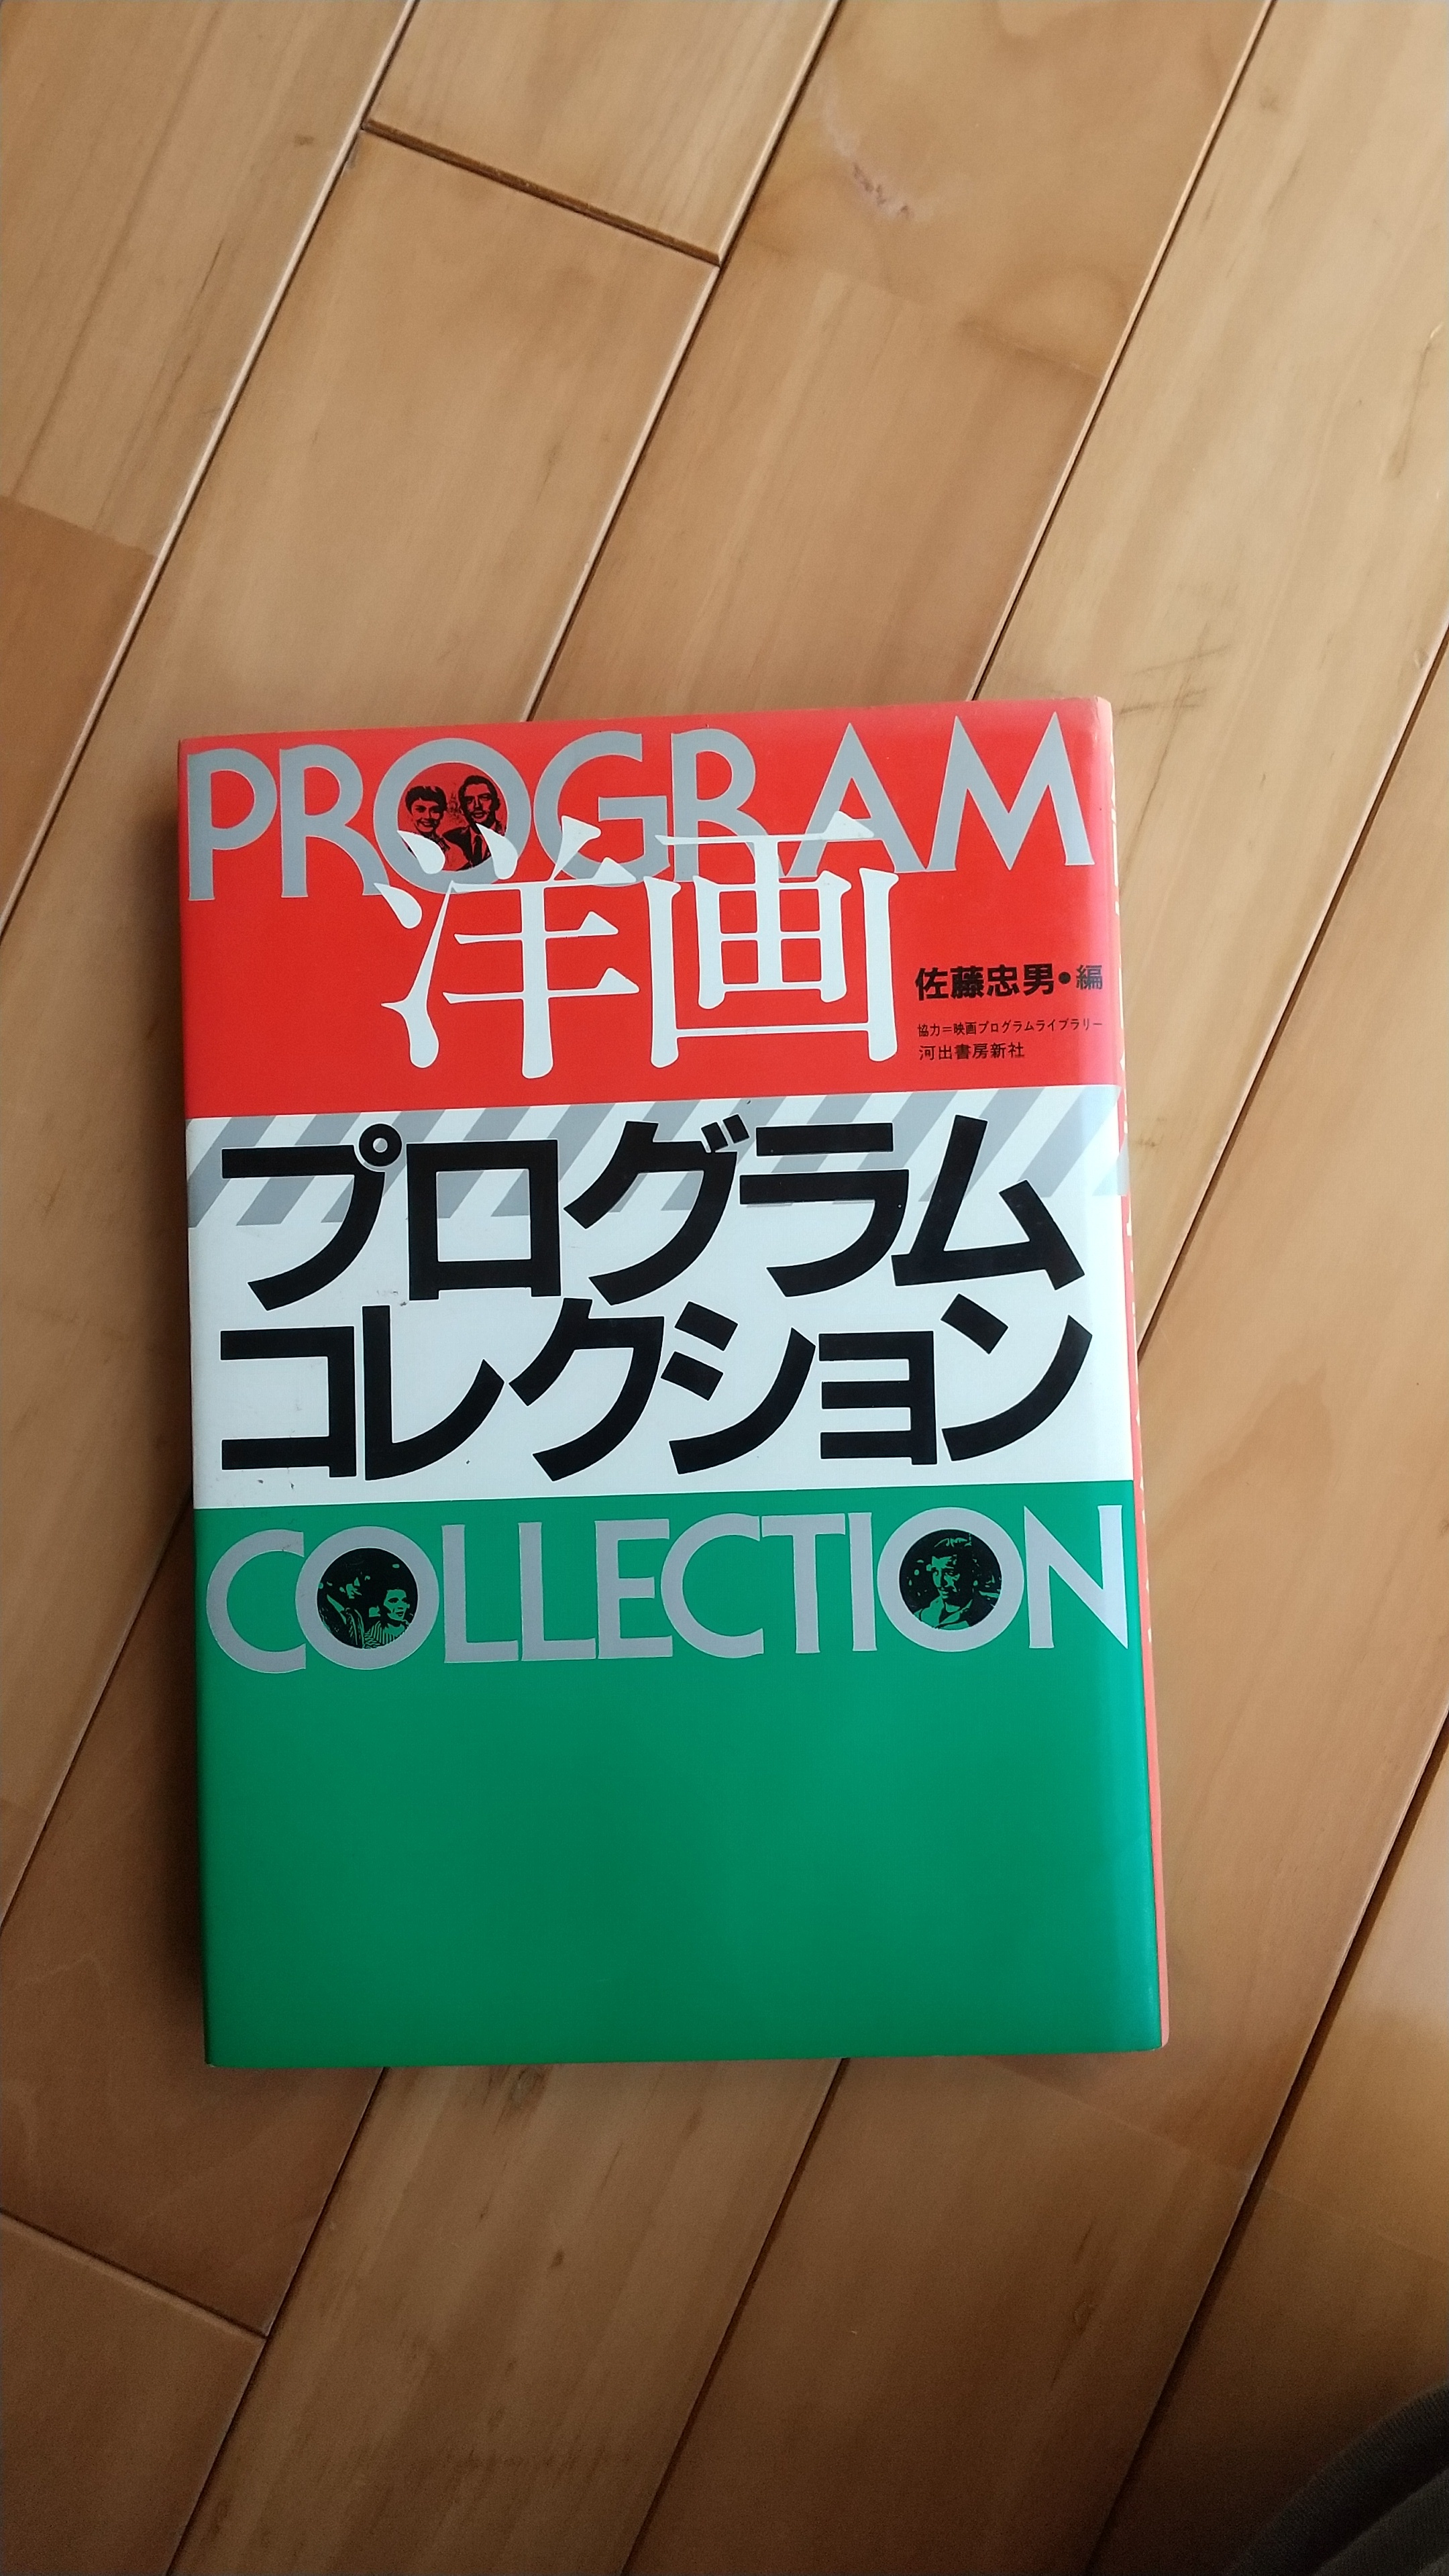 PROGRAM
洋画
佐藤忠男・編
協力=映画プログラムライブラリー
河出書房新社
プログラム
コレクション
COLLECTION